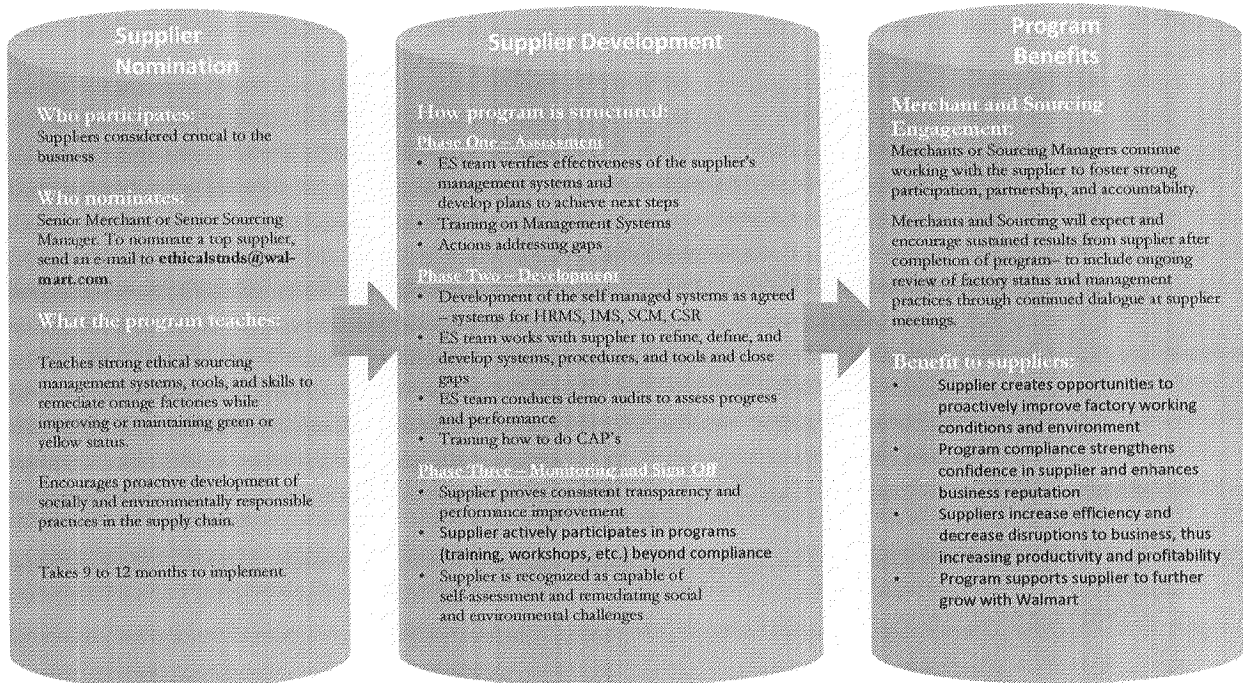 Supplier
Nomination
Who participates:
Suppliers considered critical to the
business
Who nominates:
Senior Merchant or Senior Sourcing
Manager. To nominate a top supplier,
send an e-mail to ethicalstnds@wal-
mart.com
What the program teaches:
Teaches strong ethical sourcing
management systems, tools, and skills to
remediate orange factories while
improving or maintaining green or
yellow status.
Encourages proactive development of
socially and environmentally responsible
practices in the supply chain.
Takes 9 to 12 months to implement
Supplier Development
How program is structured:
Phase One – Assessment
• ES team verifies effectiveness of the supplier's
management systems and
develop plans to achieve next steps
• Training on Management Systems
• Actions addressing gaps
Phase Two – Development
• Development of the self managed systems as agreed
– systems for HRMS, IMS, SCM, CSR
• ES team works with supplier to refine, define, and
develop systems, procedures, and tools and close
gaps
• ES team conducts demo audits to assess progress
and performance
• Training how to do CAP's
Phase Three – Monitoring and Sign Off
• Supplier proves consistent transparency and
performance improvement
• Supplier actively participates in programs
(training, workshops, etc.) beyond compliance
• Supplier is recognized as capable of
self-assessment and remediating social
and environmental challenges
Program
Benefits
Merchant and Sourcing
Engagement:
Merchants or Sourcing Managers continue
working with the supplier to foster strong
participation, partnership, and accountability.
Merchants and Sourcing will expect and
encourage sustained results from supplier after
completion of program– to include ongoing
review of factory status and management
practices through continued dialogue at supplier
meetings.
Benefit to suppliers:
• Supplier creates opportunities to
proactively improve factory working
conditions and environment
• Program compliance strengthens
confidence in supplier and enhances
business reputation
• Suppliers increase efficiency and
decrease disruptions to business, thus
increasing productivity and profitability
• Program supports supplier to further
grow with Walmart